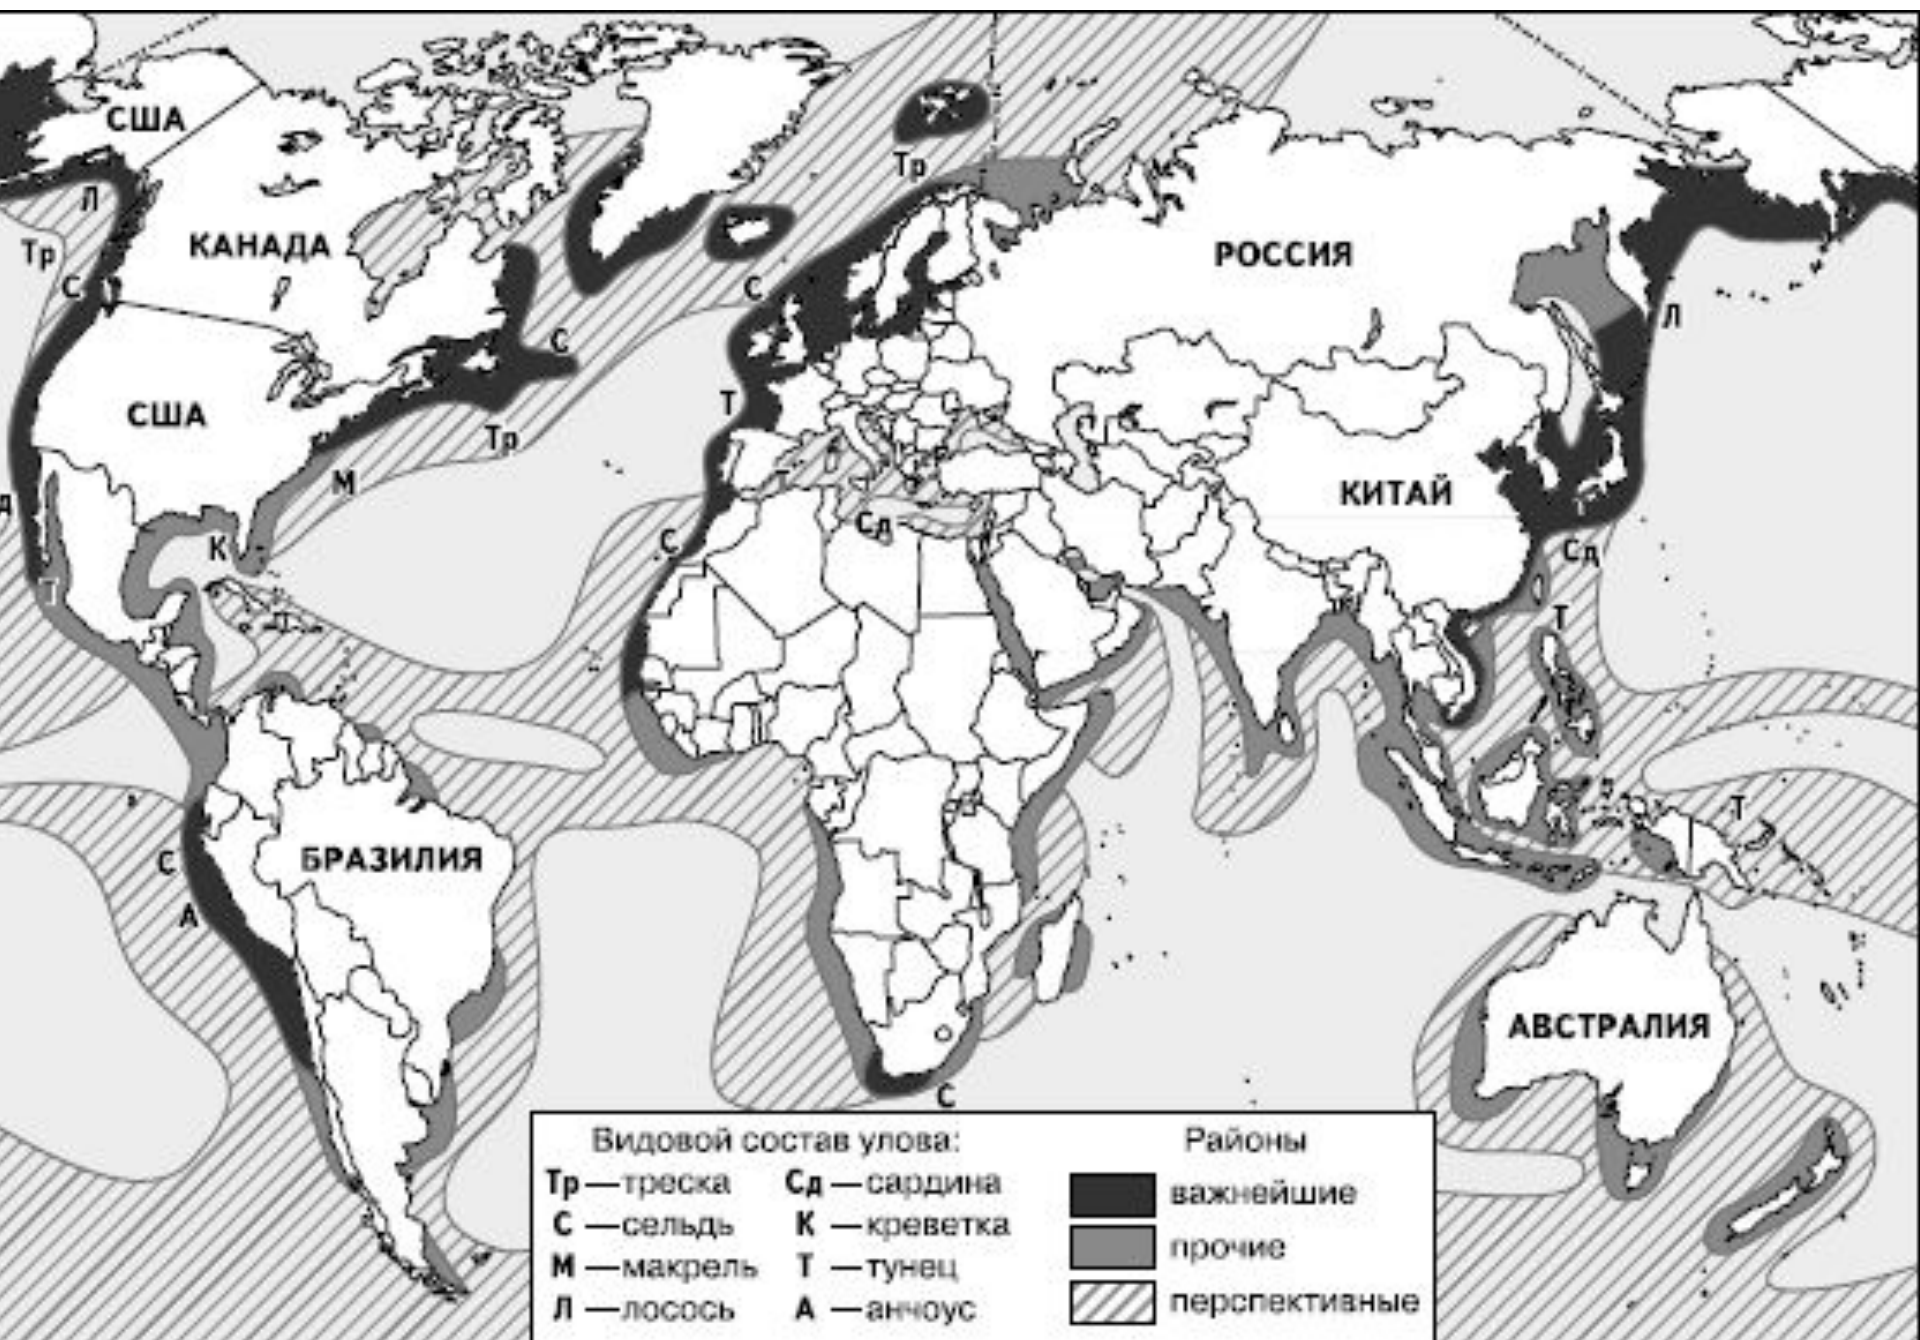 США
Л
Тр
КАНАДА
Тр
С
С
РОССИЯ
Л
С
США
Т
Тр
М
Т
КИТАЙ
д
Сд
К
С
Сд
Т
Т
Т
С
БРАЗИЛИЯ
А
АВСТРАЛИЯ
С
Видовой состав улова:
Тр — треска
С — сельдь
М — макрель
Л — лосось
Сд — сардина
К — креветка
Т — тунец
А — анчоус
Районы
важнейшие
прочие
перспективные